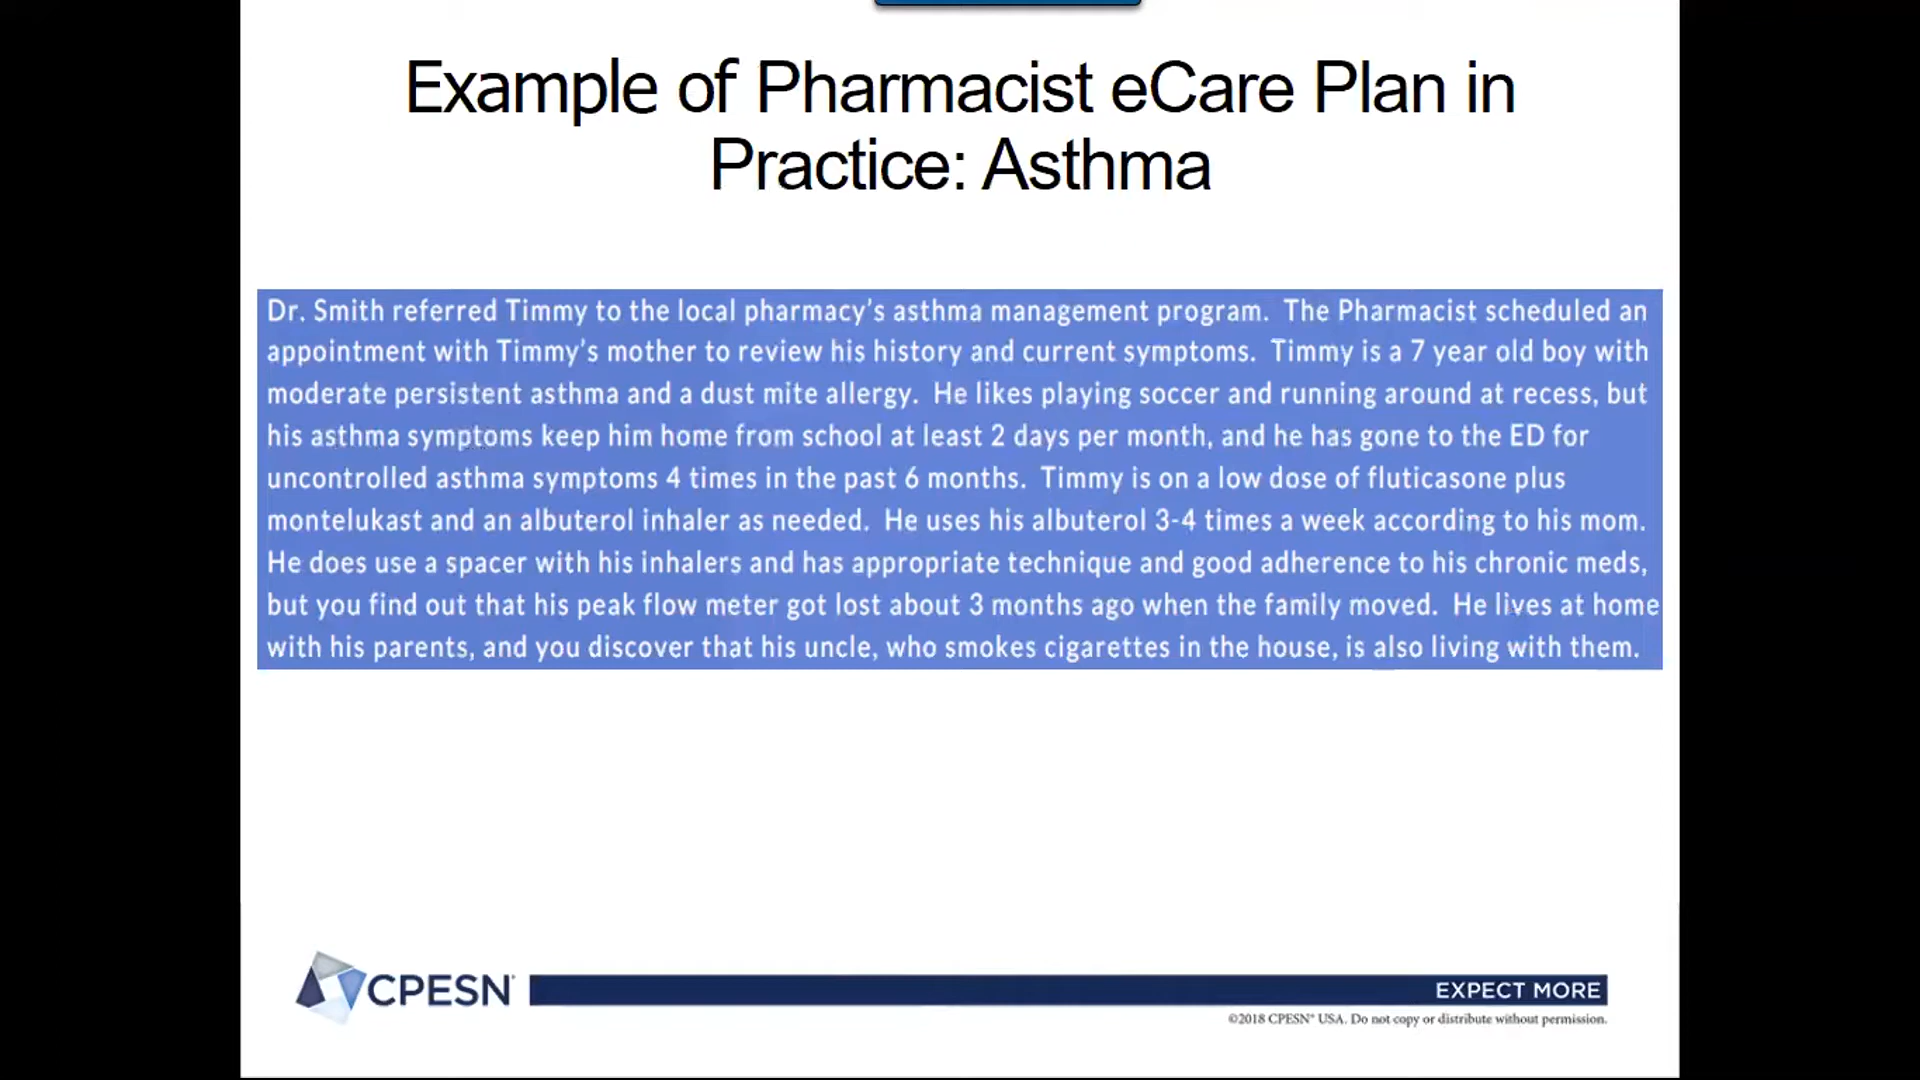 Example of Pharmacist eCare Plan in
Practice: Asthma
Dr. Smith referred Timmy to the local pharmacy's asthma management program.  The Pharmacist scheduled an
appointment with Timmy's mother to review his history and current symptoms.  Timmy is a 7 year old boy with
moderate persistent asthma and a dust mite allergy.  He likes playing soccer and running around at recess, but
his asthma symptoms keep him home from school at least 2 days per month, and he has gone to the ED for
uncontrolled asthma symptoms 4 times in the past 6 months.  Timmy is on a low dose of fluticasone plus
montelukast and an albuterol inhaler as needed.  He uses his albuterol 3-4 times a week according to his mom.
He does use a spacer with his inhalers and has appropriate technique and good adherence to his chronic meds,
but you find out that his peak flow meter got lost about 3 months ago when the family moved.  He lives at home
with his parents, and you discover that his uncle, who smokes cigarettes in the house, is also living with them.
CPESN®
EXPECT MORE
©2018 CPESN® USA. Do not copy or distribute without permission.